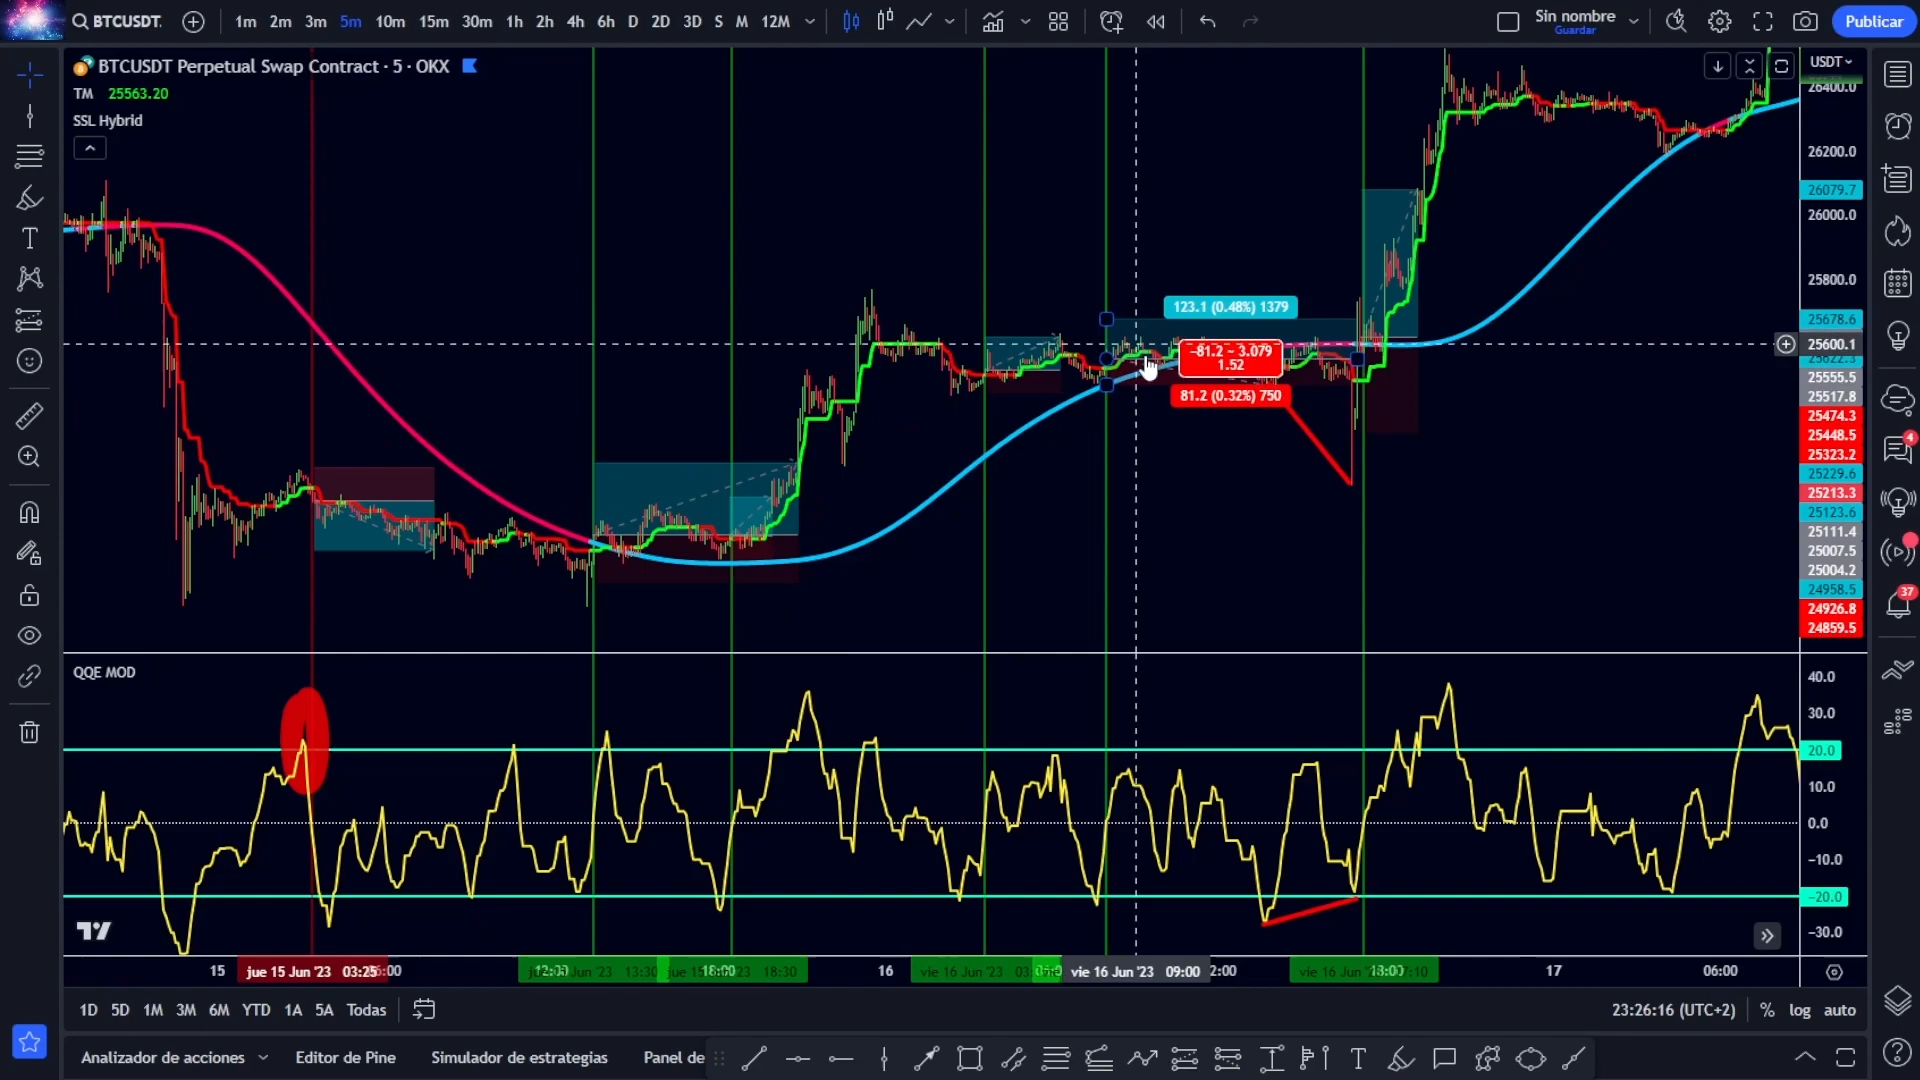 BTCUSDT. 1m 2m 3m 5m 10m 15m 30m 1h 2h 4h 6h D 2D 3D S M 12M Sin nombre Guardar Publicar
BTCUSDT Perpetual Swap Contract · 5 · OKX
USDT
TM 25563.20
SSL Hybrid
26400.0
26200.0
26079.7
26000.0
25800.0
25678.6
25600.1
25622.3
25555.5
25517.8
25474.3
25448.5
25323.2
25229.6
25213.3
25123.6
25111.4
25007.5
25004.2
24958.5
24926.8
24859.5
123.1 (0.48%) 1379
−81.2 ~ 3.079
1.52
81.2 (0.32%) 750
QQE MOD
40.0
30.0
20.0
10.0
0.0
−10.0
−20.0
−30.0
15 jue 15 Jun '23 03:25 16 vie 16 Jun '23 09:00 17 06:00
1D 5D 1M 3M 6M YTD 1A 5A Todas 23:26:16 (UTC+2) % log auto
Analizador de acciones Editor de Pine Simulador de estrategias Panel de
4
37